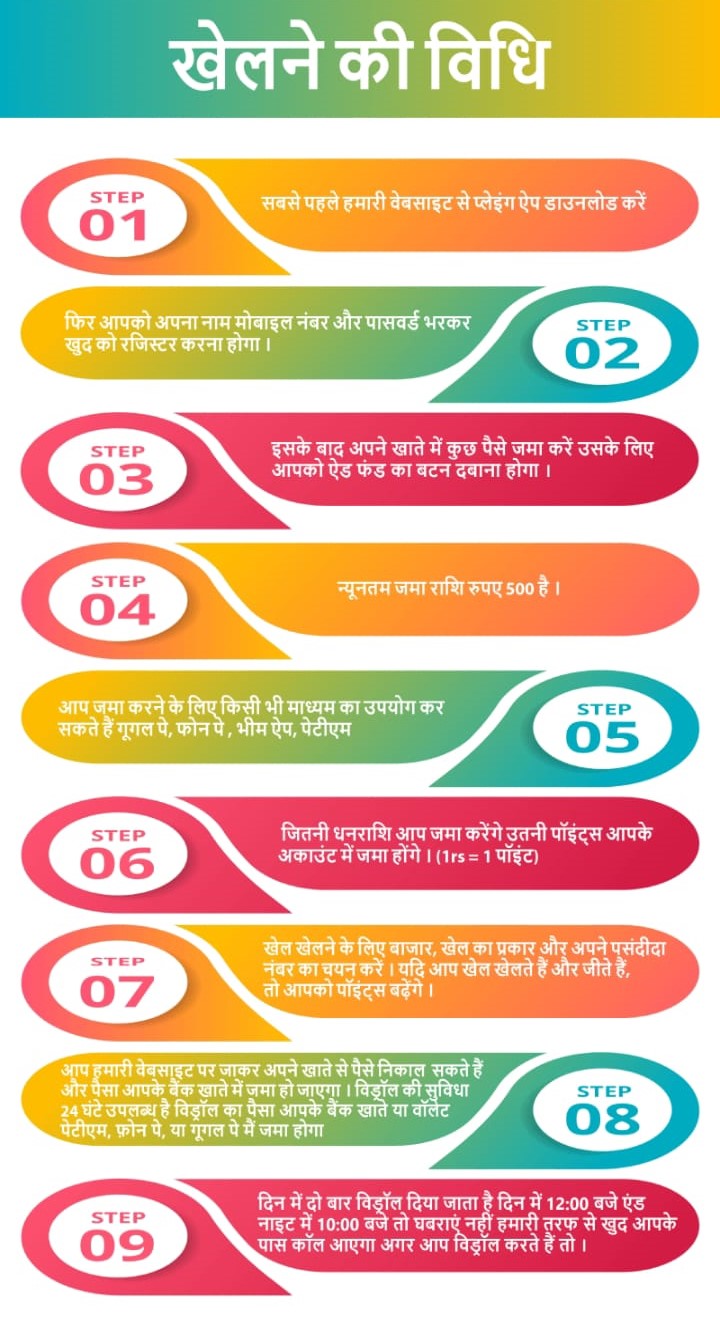 खेलने की विधि
STEP
01
सबसे पहले हमारी वेबसाइट से प्लेइंग ऐप डाउनलोड करें
फिर आपको अपना नाम मोबाइल नंबर और पासवर्ड भरकर
खुद को रजिस्टर करना होगा ।
STEP
02
STEP
03
इसके बाद अपने खाते में कुछ पैसे जमा करें उसके लिए
आपको ऐड फंड का बटन दबाना होगा ।
STEP
04
न्यूनतम जमा राशि रुपए 500 है ।
आप जमा करने के लिए किसी भी माध्यम का उपयोग कर
सकते हैं गूगल पे, फोन पे , भीम ऐप, पेटीएम
STEP
05
STEP
06
जितनी धनराशि आप जमा करेंगे उतनी पॉइंट्स आपके
अकाउंट में जमा होंगे । (1rs = 1 पॉइंट)
STEP
07
खेल खेलने के लिए बाजार, खेल का प्रकार और अपने पसंदीदा
नंबर का चयन करें । यदि आप खेल खेलते हैं और जीते हैं,
तो आपको पॉइंट्स बढ़ेंगे ।
आप हमारी वेबसाइट पर जाकर अपने खाते से पैसे निकाल सकते हैं
और पैसा आपके बैंक खाते में जमा हो जाएगा । विड्रॉल की सुविधा
24 घंटे उपलब्ध है विड्रॉल का पैसा आपके बैंक खाते या वॉलेट
पेटीएम, फ़ोन पे, या गूगल पे मैं जमा होगा
STEP
08
STEP
09
दिन में दो बार विड्रॉल दिया जाता है दिन में 12:00 बजे एंड
नाइट में 10:00 बजे तो घबराएं नहीं हमारी तरफ से खुद आपके
पास कॉल आएगा अगर आप विड्रॉल करते हैं तो ।